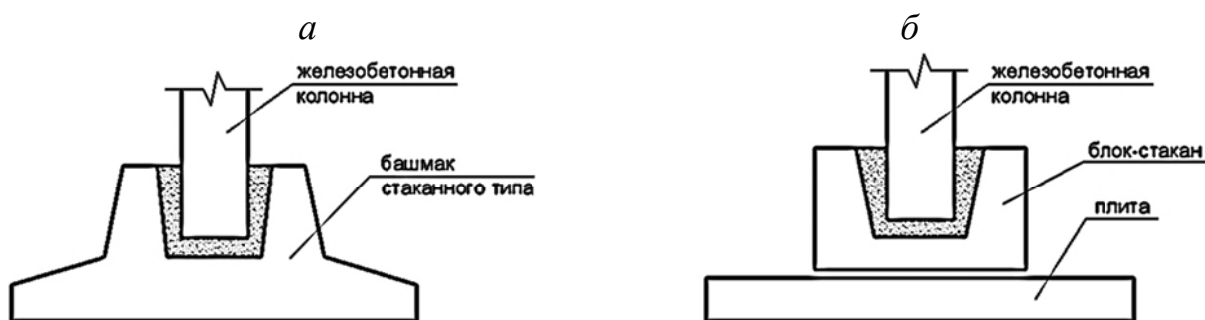 а
железобетонная
колонна
башмак
стаканного типа
б
железобетонная
колонна
блок-стакан
плита